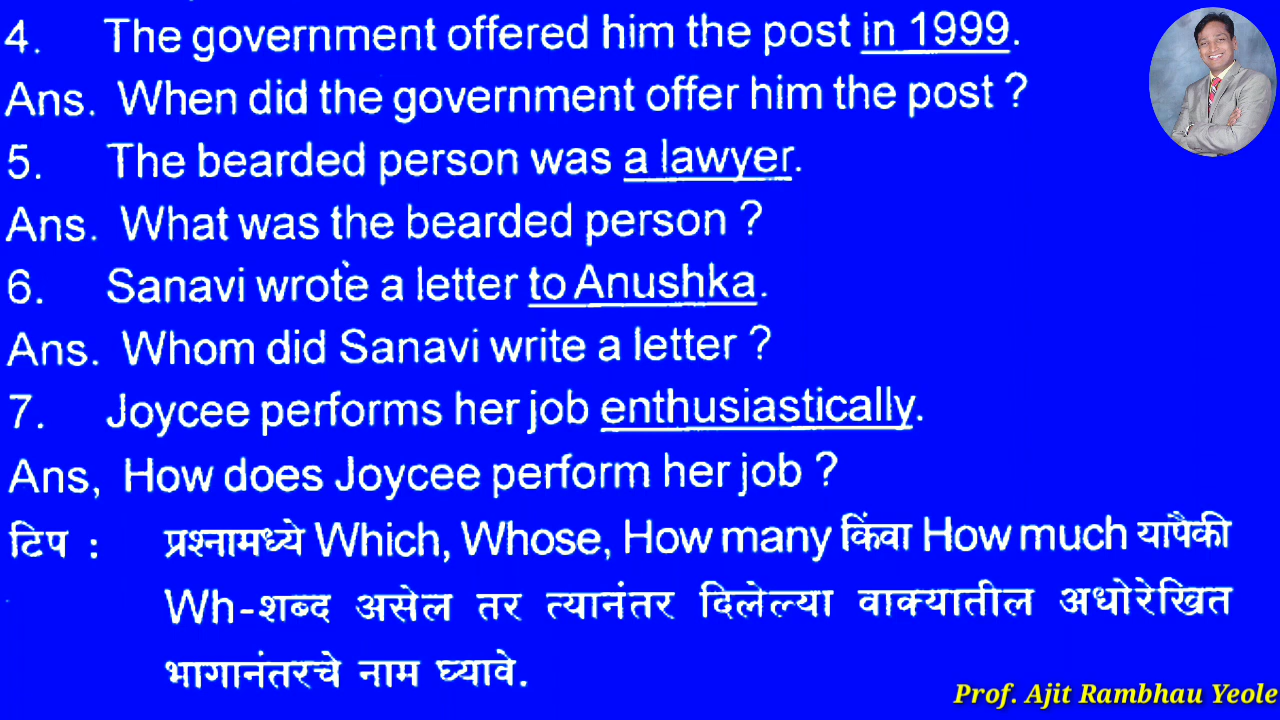 4. The government offered him the post in 1999.
Ans. When did the government offer him the post ?
5. The bearded person was a lawyer.
Ans. What was the bearded person ?
6. Sanavi wrote a letter to Anushka.
Ans. Whom did Sanavi write a letter ?
7. Joycee performs her job enthusiastically.
Ans, How does Joycee perform her job ?
टिप : प्रश्नामध्ये Which, Whose, How many किंवा How much यापैकी
Wh-शब्द असेल तर त्यानंतर दिलेल्या वाक्यातील अधोरेखित
भागानंतरचे नाम घ्यावे.
Prof. Ajit Rambhau Yeole